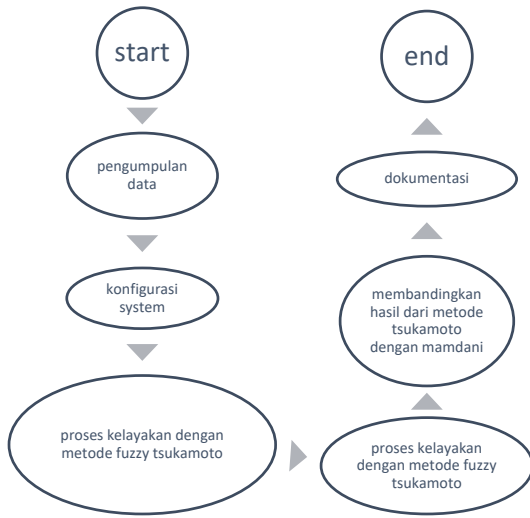 start
pengumpulan
data
konfigurasi
system
proses kelayakan dengan
metode fuzzy tsukamoto
proses kelayakan
dengan metode fuzzy
tsukamoto
membandingkan
hasil dari metode
tsukamoto
dengan mamdani
dokumentasi
end